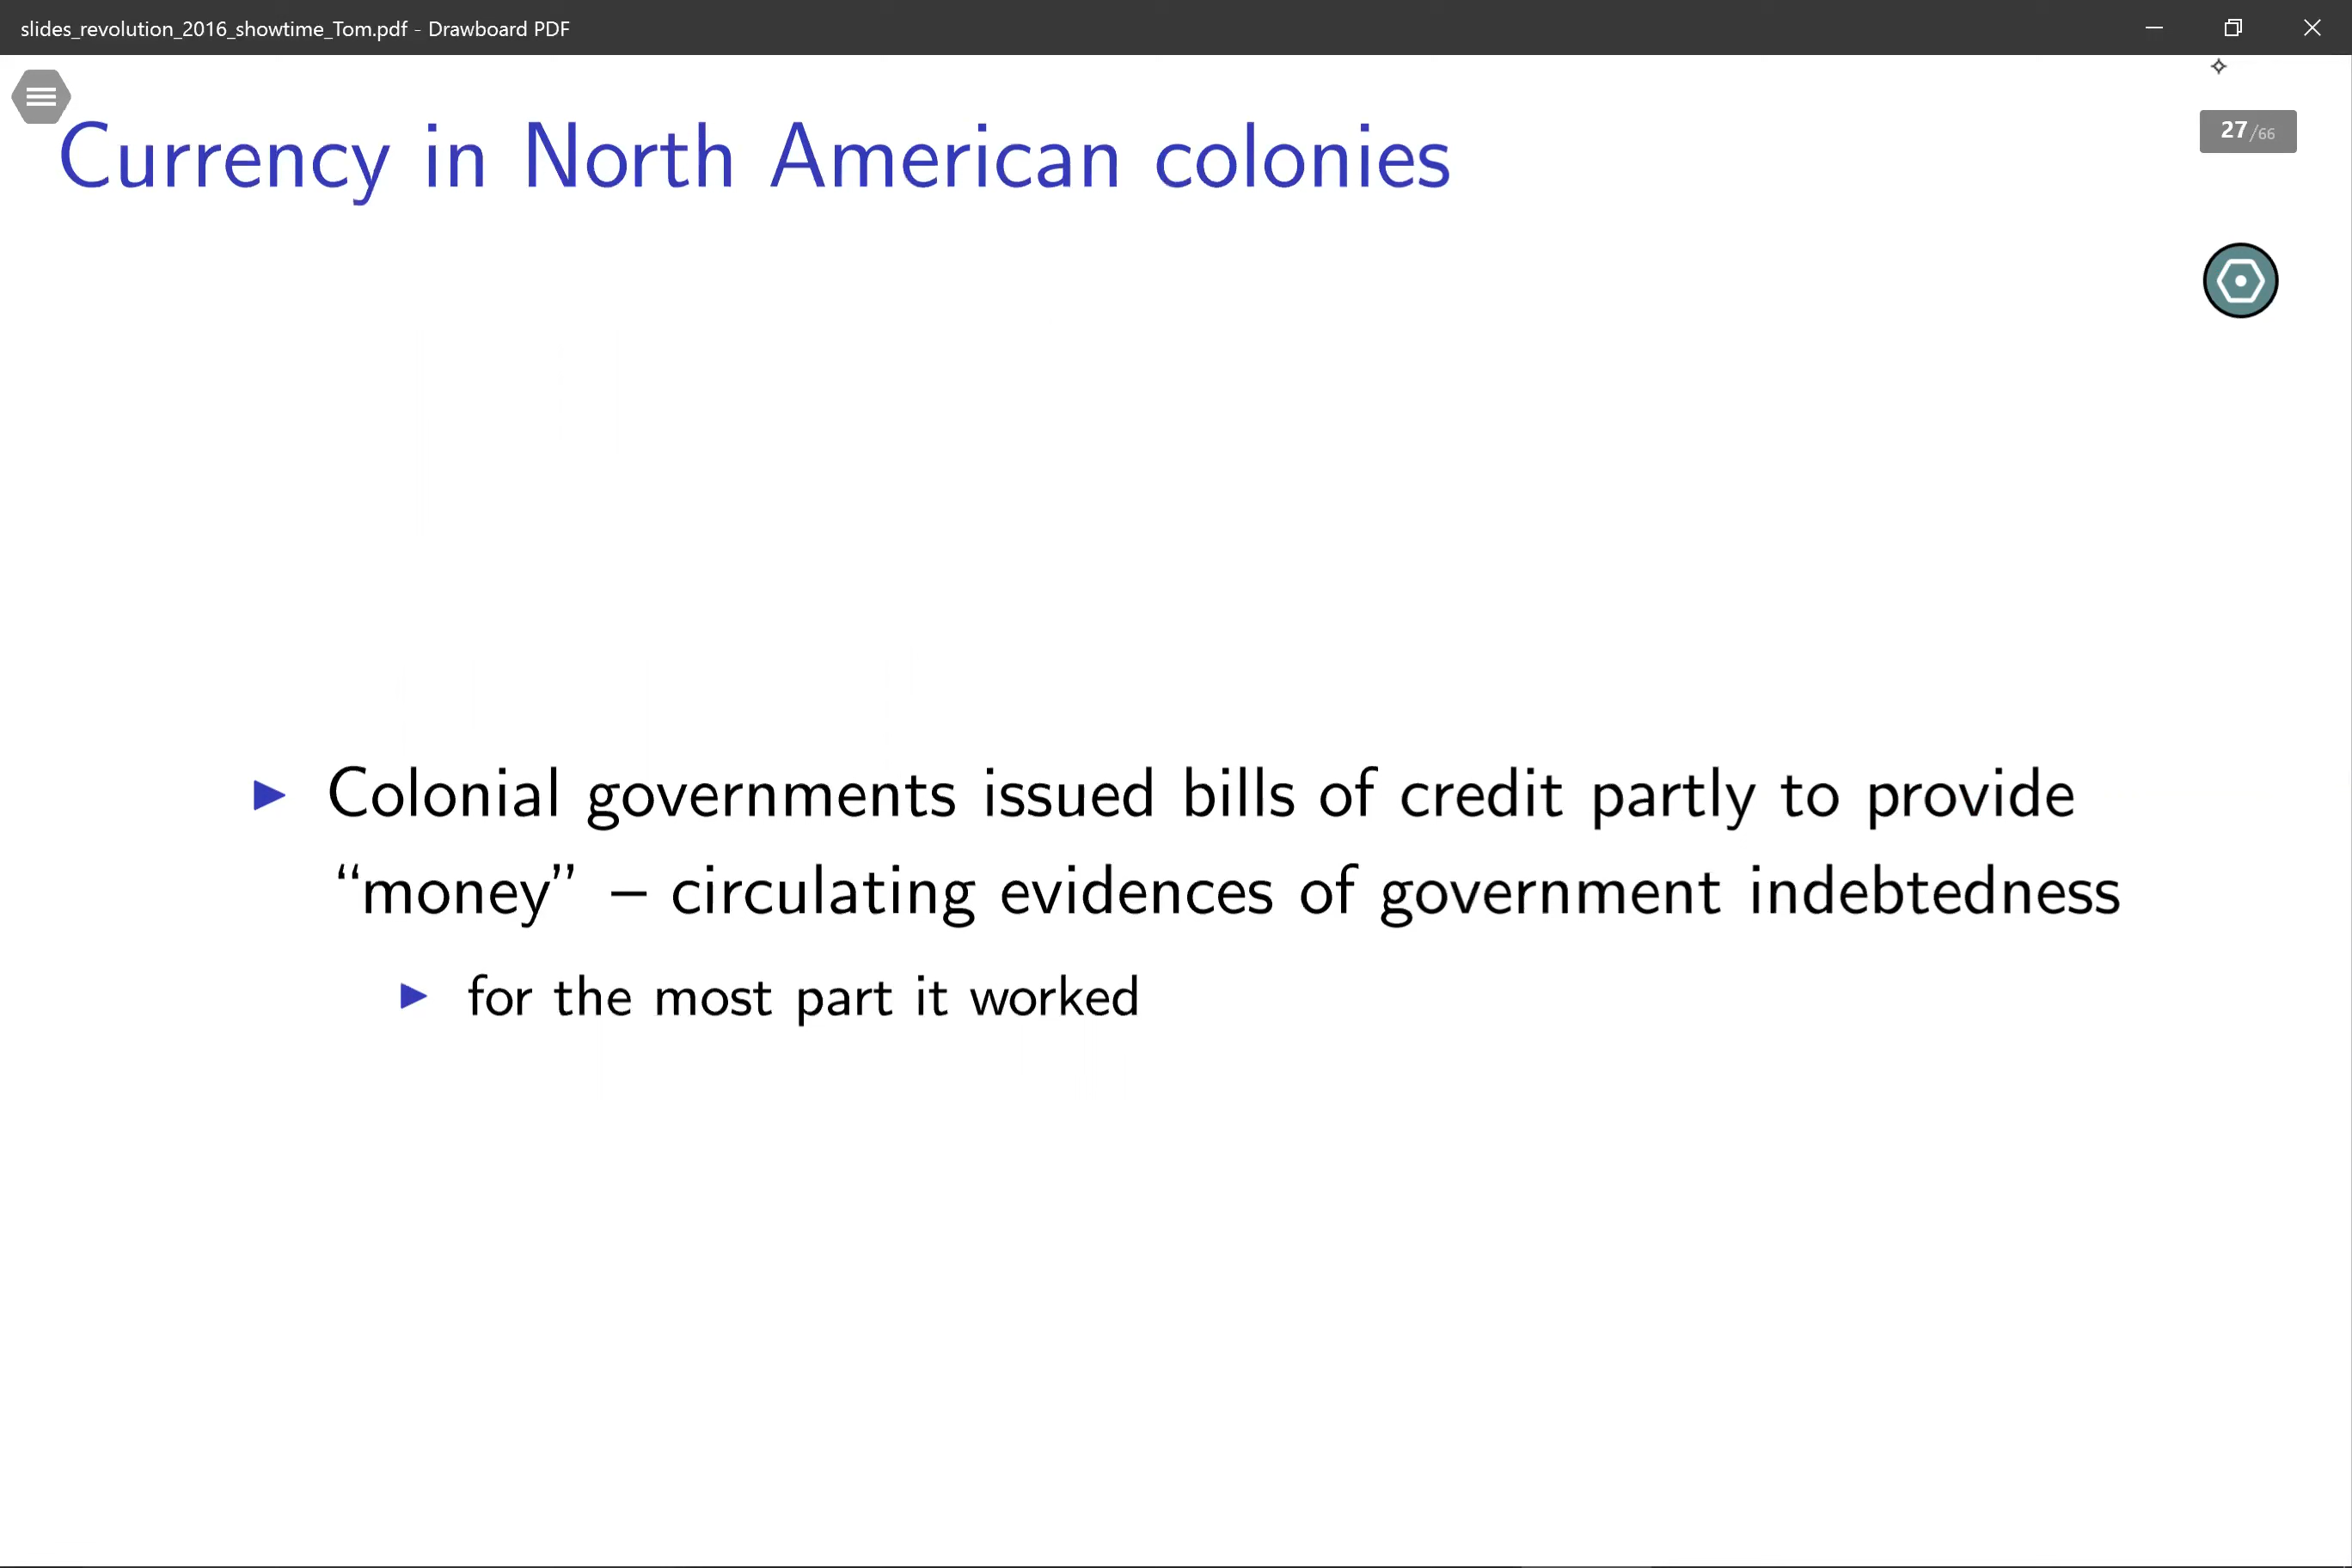 slides_revolution_2016_showtime_Tom.pdf - Drawboard PDF
Currency in North American colonies
27/66
Colonial governments issued bills of credit partly to provide
“money” – circulating evidences of government indebtedness
for the most part it worked